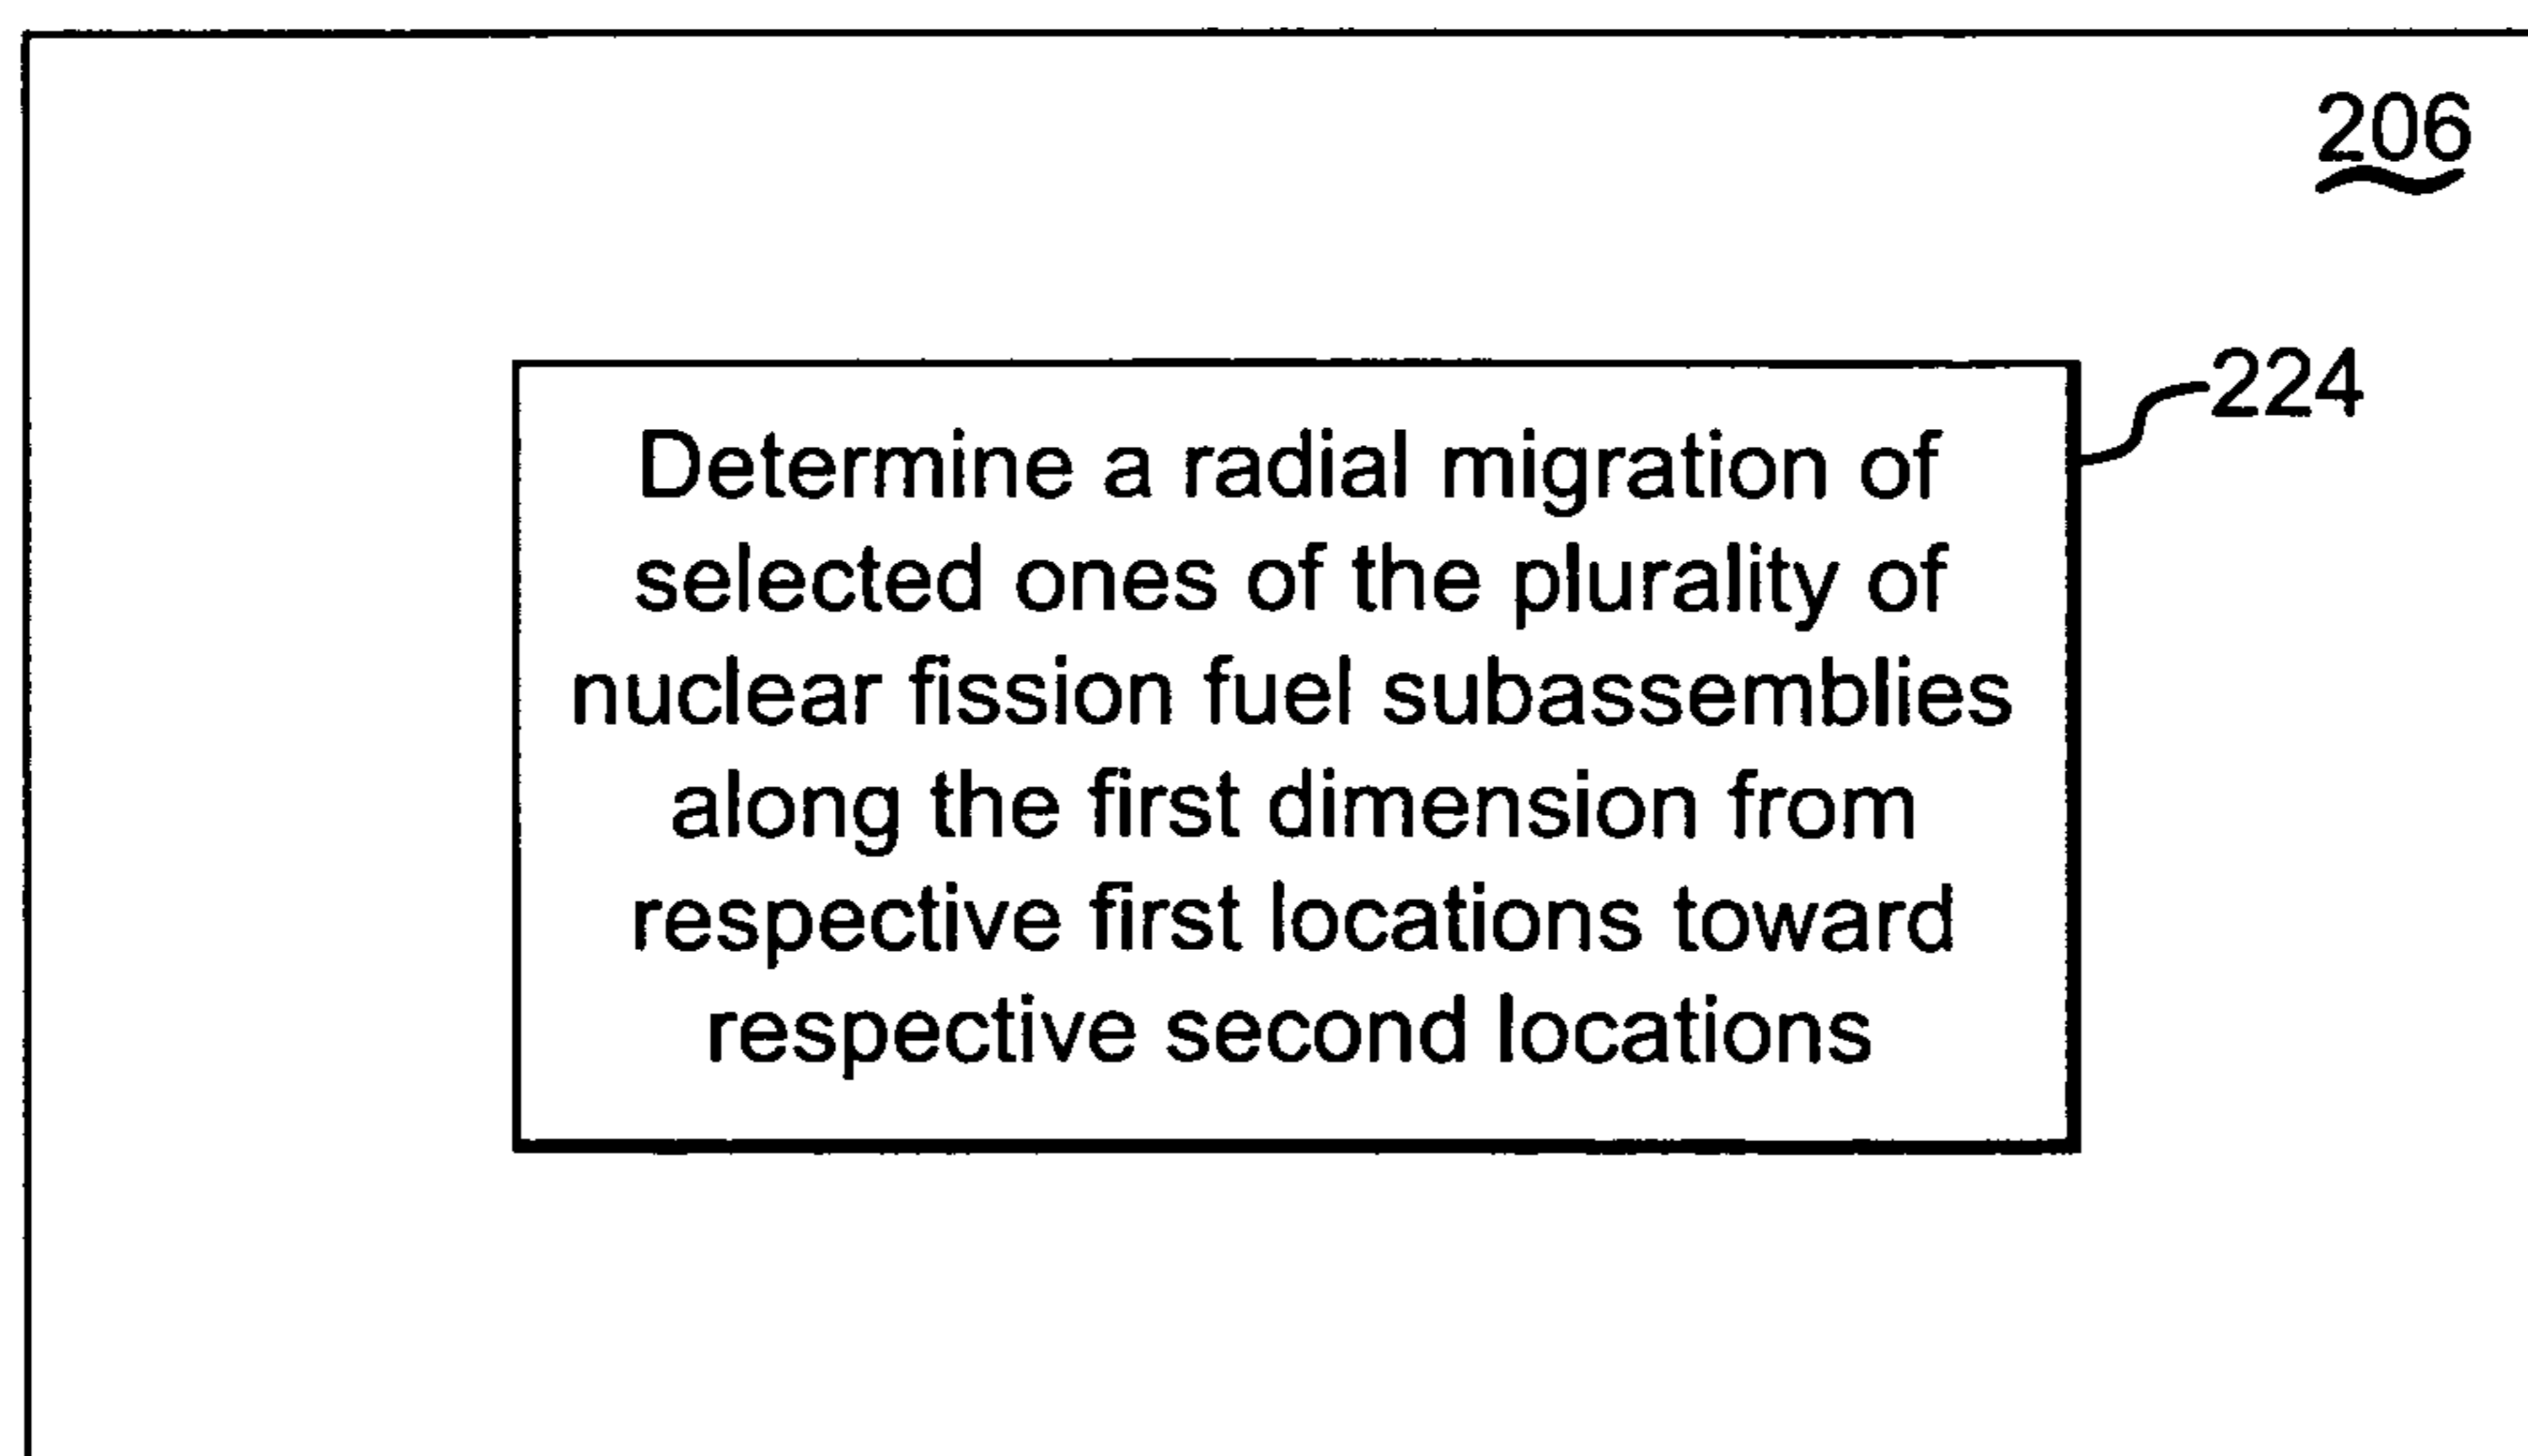 206
224
Determine a radial migration of
selected ones of the plurality of
nuclear fission fuel subassemblies
along the first dimension from
respective first locations toward
respective second locations